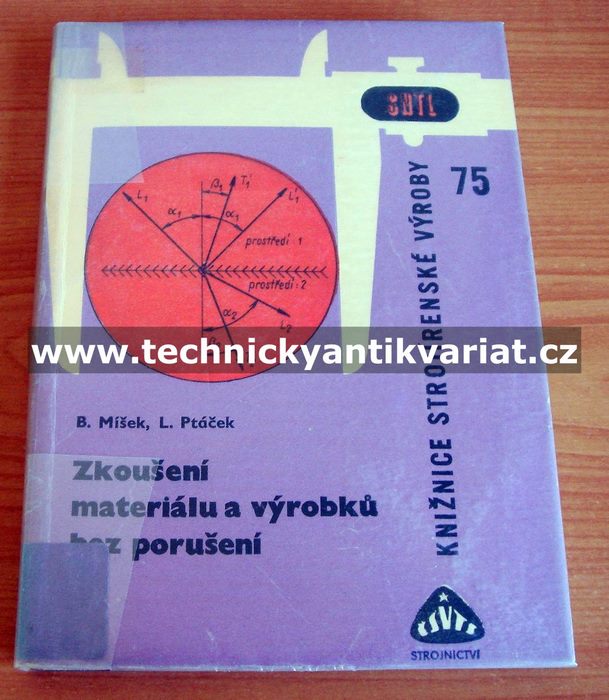 SNTL
75
KNIŽNICE STROJÍRENSKÉ VÝROBY
L₁
α₁
β₁
T₁'
α₁
L₁'
prostředí 1
prostředí 2
α₂
L₂
www.technickyantikvariat.cz
B. Míšek, L. Ptáček
Zkoušení
materiálu a výrobků
bez porušení
ČSVTS
STROJNICTVÍ